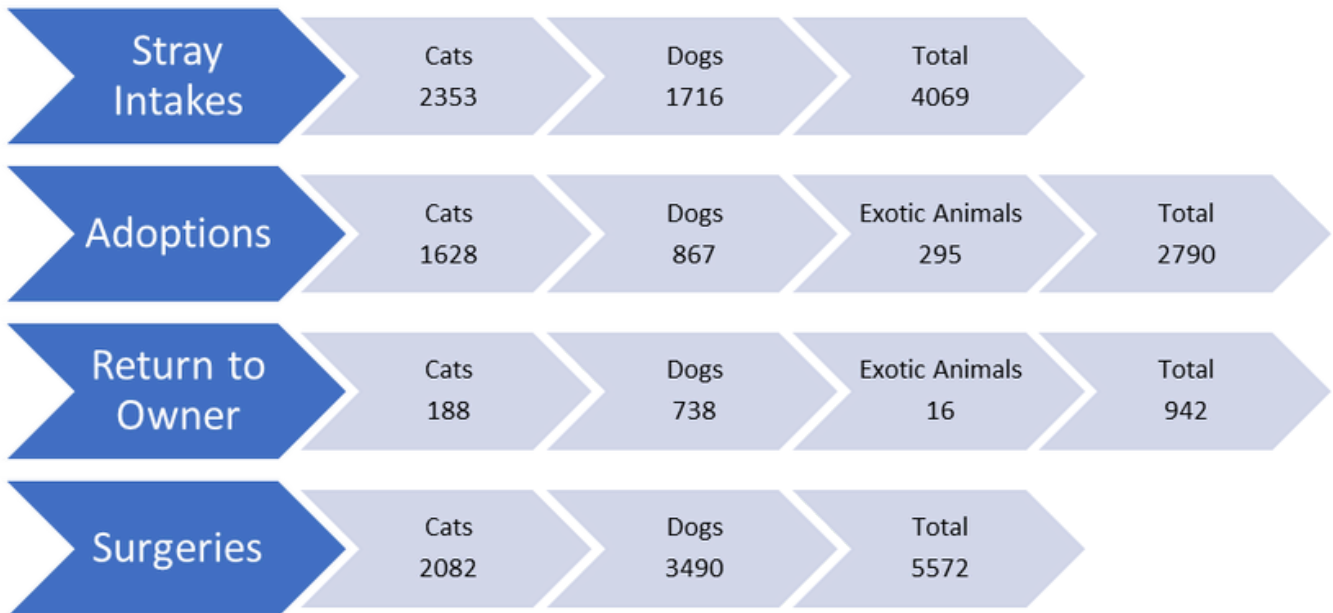 Stray
Intakes
Cats
2353
Dogs
1716
Total
4069
Adoptions
Cats
1628
Dogs
867
Exotic Animals
295
Total
2790
Return to
Owner
Cats
188
Dogs
738
Exotic Animals
16
Total
942
Surgeries
Cats
2082
Dogs
3490
Total
5572